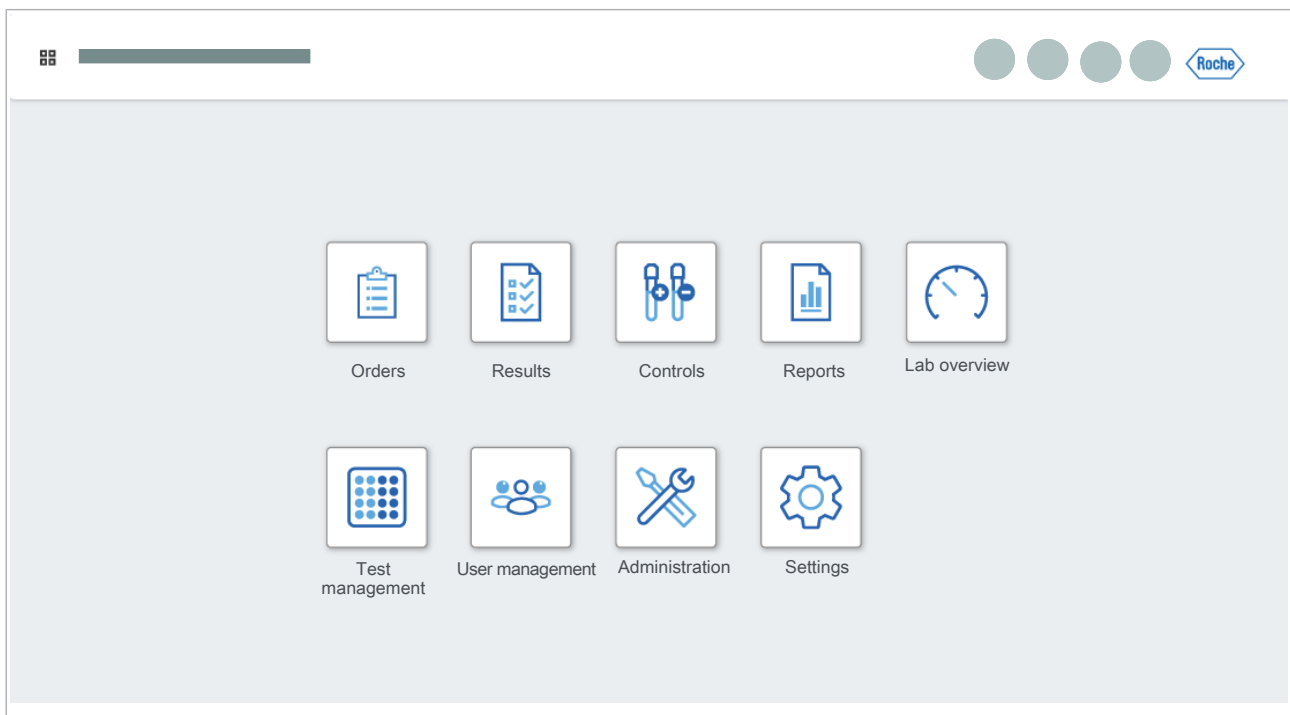 Roche
Orders
Results
Controls
Reports
Lab overview
Test
management
User management
Administration
Settings